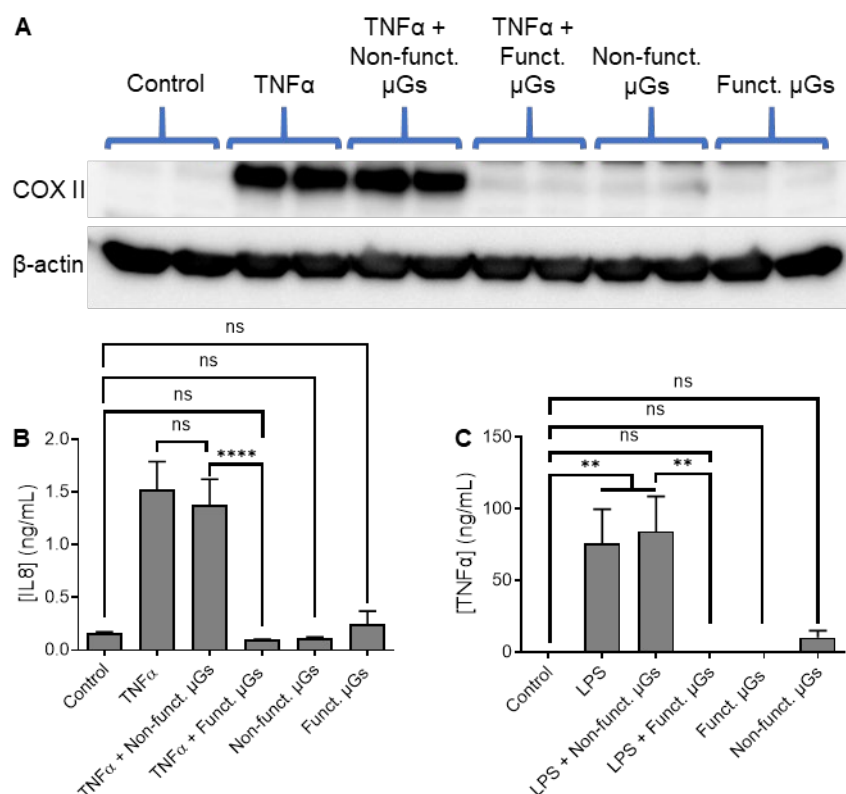 A
Control
TNFα
TNFα +
Non-funct.
µGs
TNFα +
Funct.
µGs
Non-funct.
µGs
Funct. µGs
COX II
β-actin
B
ns
ns
ns
ns
****
[IL8] (ng/mL)
2.0
1.5
1.0
0.5
0.0
Control
TNFα
TNFα + Non-funct. µGs
TNFα + Funct. µGs
Non-funct. µGs
Funct. µGs
C
ns
ns
ns
**
**
[TNFα] (ng/mL)
150
100
50
0
Control
LPS
LPS + Non-funct. µGs
LPS + Funct. µGs
Funct. µGs
Non-funct. µGs